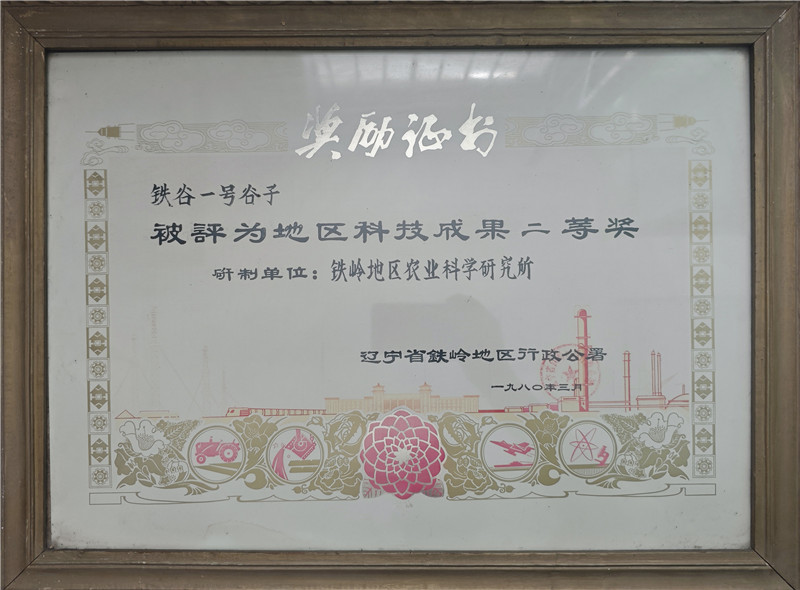 奖励证书
铁谷一号谷子
被評为地区科技成果二等奖
研制单位：铁岭地区农业科学研究所
辽宁省鉄岭地区行政公署
一九八〇年三月